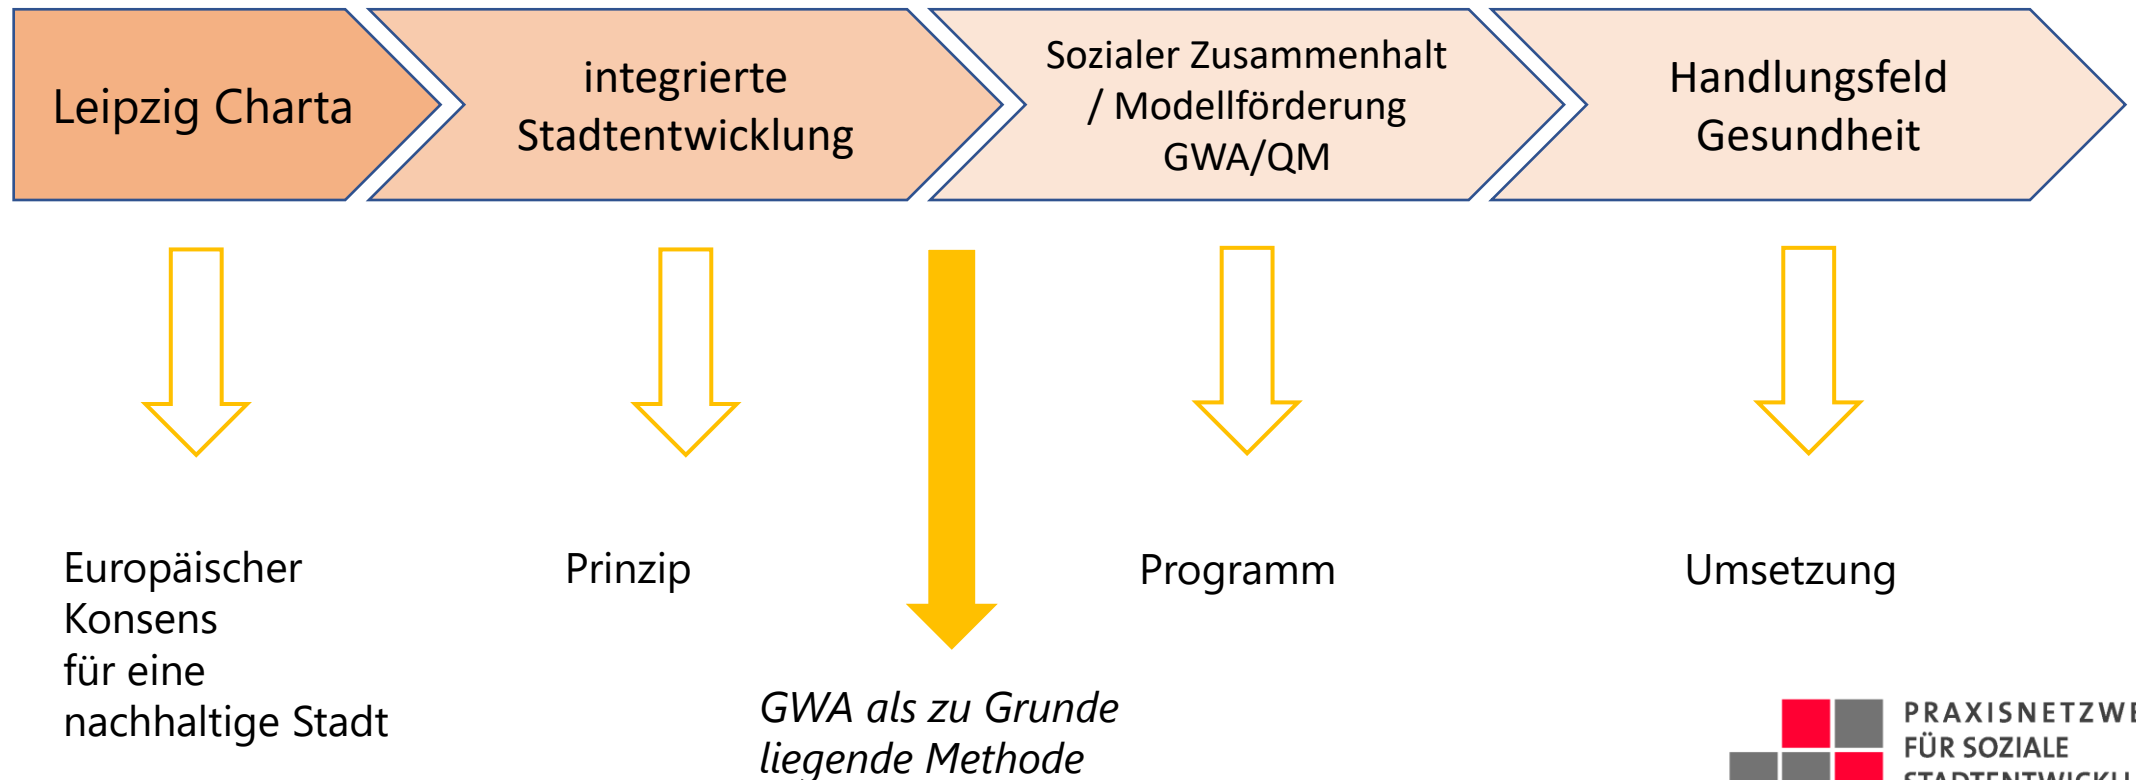 Leipzig Charta
integrierte
Stadtentwicklung
Sozialer Zusammenhalt
/ Modellförderung
GWA/QM
Handlungsfeld
Gesundheit
Europäischer
Konsens
für eine
nachhaltige Stadt
Prinzip
GWA als zu Grunde
liegende Methode
Programm
Umsetzung
FÜR SOZIALE